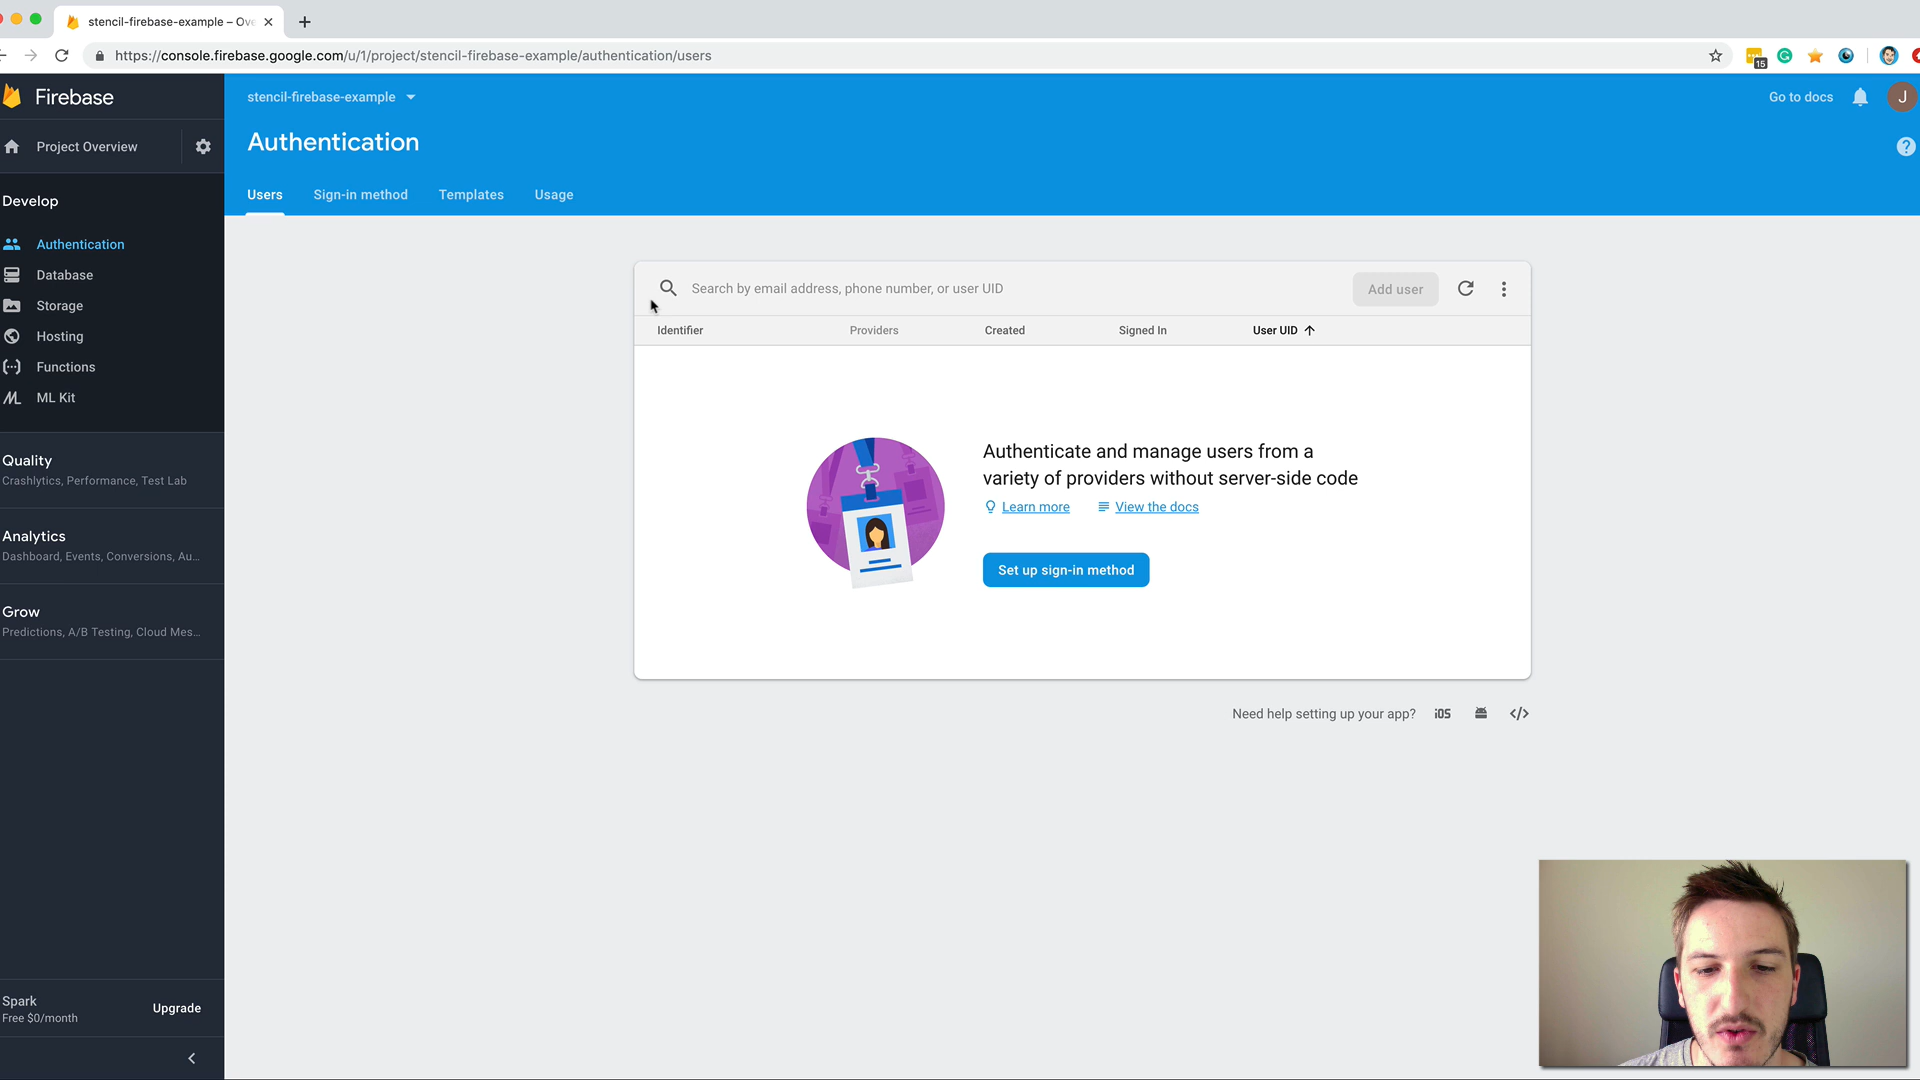 stencil-firebase-example – Ove
https://console.firebase.google.com/u/1/project/stencil-firebase-example/authentication/users
15
Firebase
stencil-firebase-example
Go to docs
J
Project Overview
Authentication
?
Develop
Users
Sign-in method
Templates
Usage
Authentication
Database
Storage
Hosting
Functions
ML Kit
Search by email address, phone number, or user UID
Add user
Identifier
Providers
Created
Signed In
User UID
Authenticate and manage users from a
variety of providers without server-side code
Learn more
View the docs
Set up sign-in method
Need help setting up your app?
iOS
</>
Quality
Crashlytics, Performance, Test Lab
Analytics
Dashboard, Events, Conversions, Au...
Grow
Predictions, A/B Testing, Cloud Mes...
Spark
Free $0/month
Upgrade